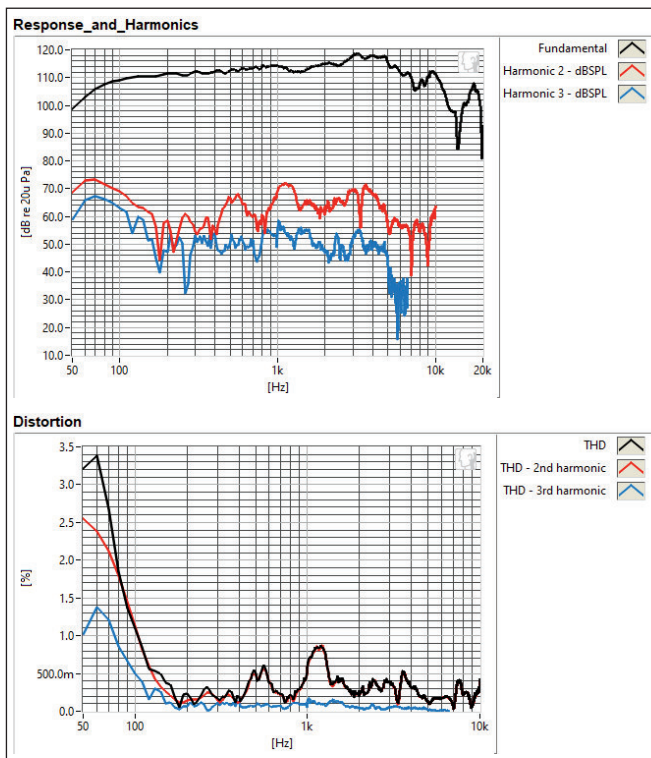 Response_and_Harmonics
120.0
110.0
100.0
90.0
80.0
70.0
60.0
50.0
40.0
30.0
20.0
10.0
[dB re 20u Pa]
50
100
1k
10k
20k
[Hz]
Fundamental
Harmonic 2 - dBSPL
Harmonic 3 - dBSPL
Distortion
3.5
3.0
2.5
2.0
1.5
1.0
500.0m
0.0
[%]
50
100
1k
10k
[Hz]
THD
THD - 2nd harmonic
THD - 3rd harmonic